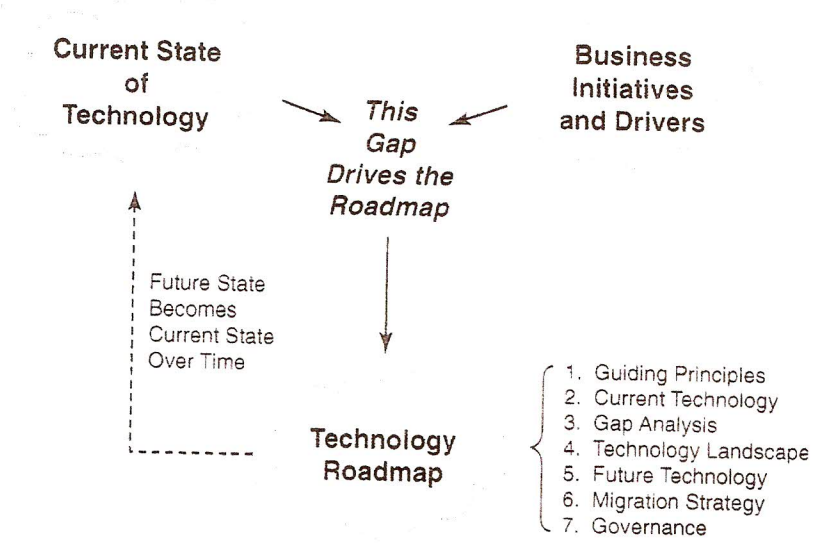 Current State
of
Technology
Business
Initiatives
and Drivers
This
Gap
Drives the
Roadmap
Future State
Becomes
Current State
Over Time
Technology
Roadmap
1. Guiding Principles
2. Current Technology
3. Gap Analysis
4. Technology Landscape
5. Future Technology
6. Migration Strategy
7. Governance